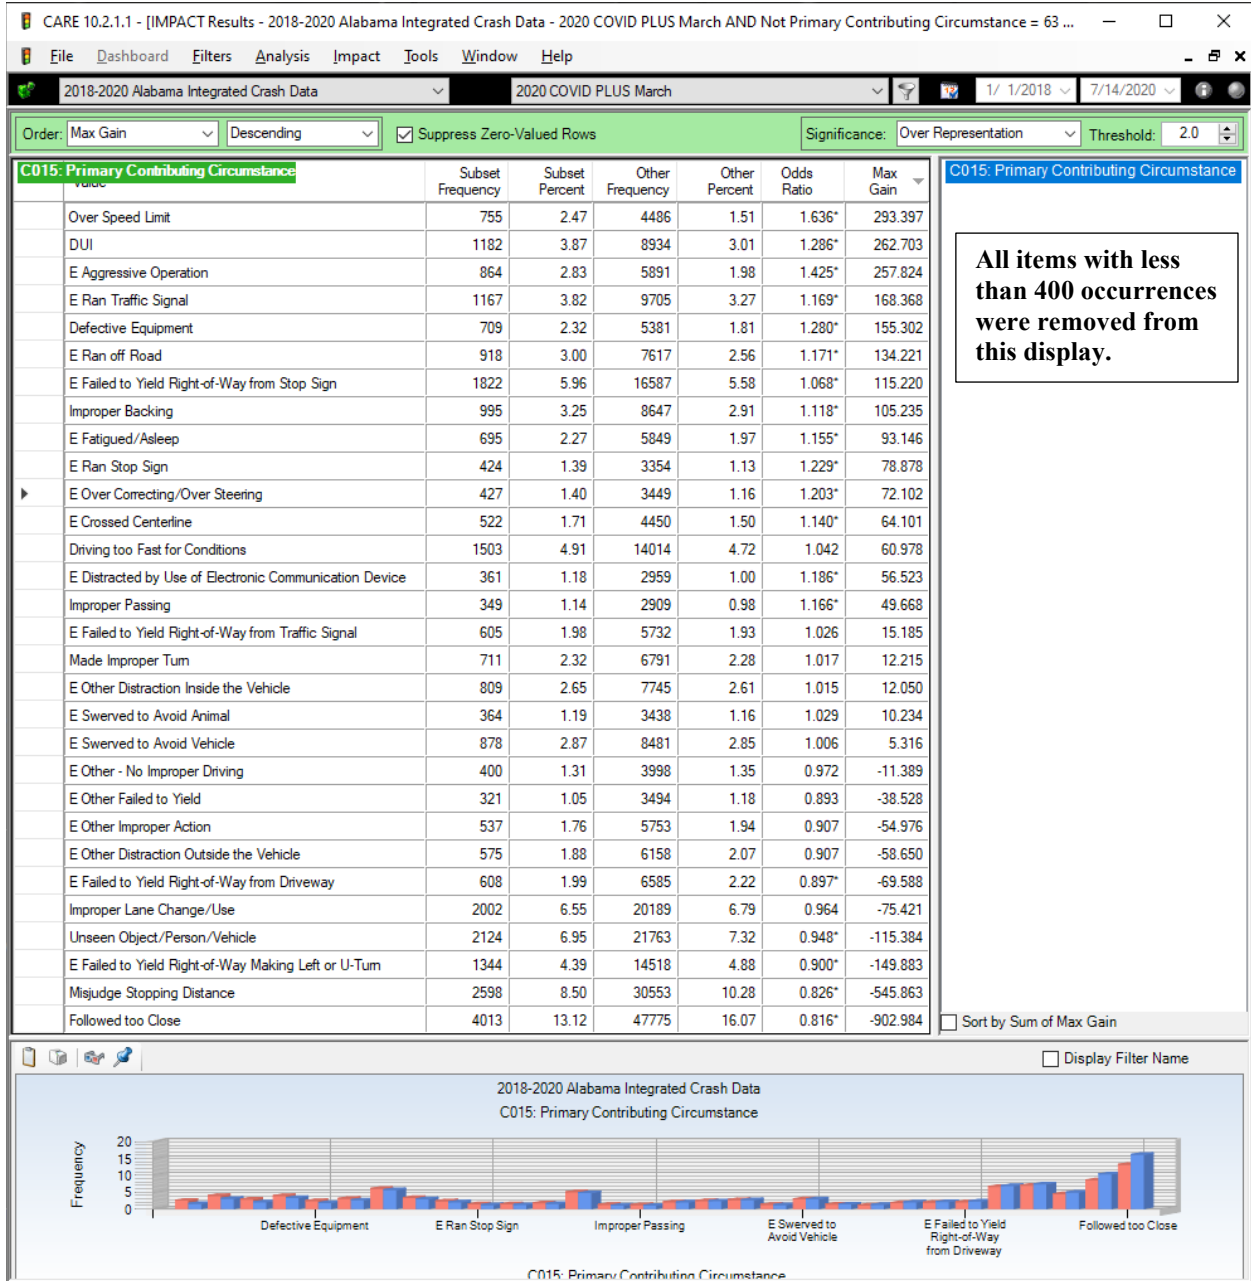 CARE 10.2.1.1 - [IMPACT Results - 2018-2020 Alabama Integrated Crash Data - 2020 COVID PLUS March AND Not Primary Contributing Circumstance = 63 ...
File Dashboard Filters Analysis Impact Tools Window Help
2018-2020 Alabama Integrated Crash Data 2020 COVID PLUS March 1/ 1/2018 7/14/2020
Order: Max Gain Descending Suppress Zero-Valued Rows Significance: Over Representation Threshold: 2.0
C015: Primary Contributing Circumstance Subset Frequency Subset Percent Other Frequency Other Percent Odds Ratio Max Gain
Over Speed Limit 755 2.47 4486 1.51 1.636* 293.397
DUI 1182 3.87 8934 3.01 1.286* 262.703
E Aggressive Operation 864 2.83 5891 1.98 1.425* 257.824
E Ran Traffic Signal 1167 3.82 9705 3.27 1.169* 168.368
Defective Equipment 709 2.32 5381 1.81 1.280* 155.302
E Ran off Road 918 3.00 7617 2.56 1.171* 134.221
E Failed to Yield Right-of-Way from Stop Sign 1822 5.96 16587 5.58 1.068* 115.220
Improper Backing 995 3.25 8647 2.91 1.118* 105.235
E Fatigued/Asleep 695 2.27 5849 1.97 1.155* 93.146
E Ran Stop Sign 424 1.39 3354 1.13 1.229* 78.878
E Over Correcting/Over Steering 427 1.40 3449 1.16 1.203* 72.102
E Crossed Centerline 522 1.71 4450 1.50 1.140* 64.101
Driving too Fast for Conditions 1503 4.91 14014 4.72 1.042 60.978
E Distracted by Use of Electronic Communication Device 361 1.18 2959 1.00 1.186* 56.523
Improper Passing 349 1.14 2909 0.98 1.166* 49.668
E Failed to Yield Right-of-Way from Traffic Signal 605 1.98 5732 1.93 1.026 15.185
Made Improper Turn 711 2.32 6791 2.28 1.017 12.215
E Other Distraction Inside the Vehicle 809 2.65 7745 2.61 1.015 12.050
E Swerved to Avoid Animal 364 1.19 3438 1.16 1.029 10.234
E Swerved to Avoid Vehicle 878 2.87 8481 2.85 1.006 5.316
E Other - No Improper Driving 400 1.31 3998 1.35 0.972 -11.389
E Other Failed to Yield 321 1.05 3494 1.18 0.893 -38.528
E Other Improper Action 537 1.76 5753 1.94 0.907 -54.976
E Other Distraction Outside the Vehicle 575 1.88 6158 2.07 0.907 -58.650
E Failed to Yield Right-of-Way from Driveway 608 1.99 6585 2.22 0.897* -69.588
Improper Lane Change/Use 2002 6.55 20189 6.79 0.964 -75.421
Unseen Object/Person/Vehicle 2124 6.95 21763 7.32 0.948* -115.384
E Failed to Yield Right-of-Way Making Left or U-Turn 1344 4.39 14518 4.88 0.900* -149.883
Misjudge Stopping Distance 2598 8.50 30553 10.28 0.826* -545.863
Followed too Close 4013 13.12 47775 16.07 0.816* -902.984
C015: Primary Contributing Circumstance
All items with less
than 400 occurrences
were removed from
this display.
Sort by Sum of Max Gain
Display Filter Name
2018-2020 Alabama Integrated Crash Data
C015: Primary Contributing Circumstance
Frequency
20
15
10
5
0
Defective Equipment
E Ran Stop Sign
Improper Passing
E Swerved to
Avoid Vehicle
E Failed to Yield
Right-of-Way
from Driveway
Followed too Close
C015: Primary Contributing Circumstance